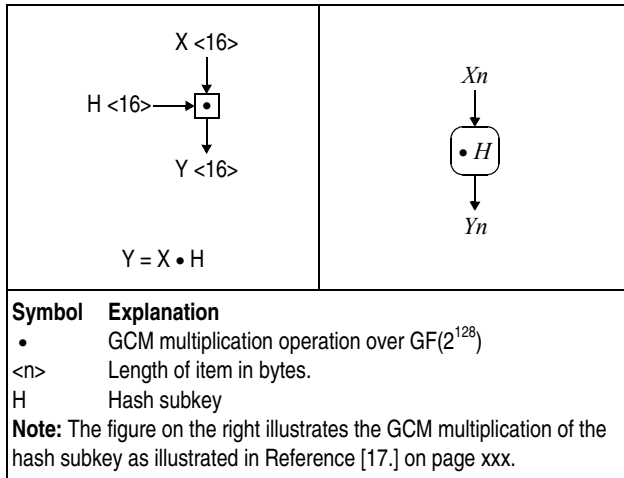 X <16>
H <16>
•
Y <16>
Y = X • H
Xn
• H
Yn
Symbol Explanation
• GCM multiplication operation over GF(2^128)
<n> Length of item in bytes.
H Hash subkey
Note: The figure on the right illustrates the GCM multiplication of the
hash subkey as illustrated in Reference [17.] on page xxx.